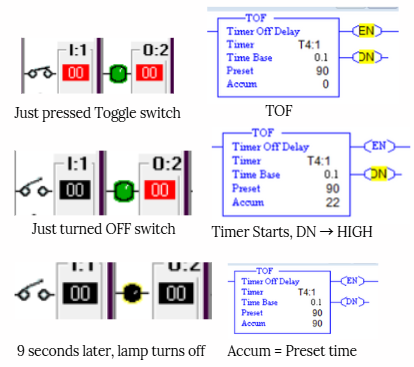 I:1
O:2
00
00
Just pressed Toggle switch
TOF
Timer Off Delay
EN
Timer T4:1
Time Base 0.1
DN
Preset 90
Accum 0
TOF
I:1
O:2
00
00
Just turned OFF switch
TOF
Timer Off Delay
EN
Timer T4:1
Time Base 0.1
DN
Preset 90
Accum 22
Timer Starts, DN → HIGH
I:1
O:2
00
00
9 seconds later, lamp turns off
TOF
Timer Off Delay
EN
Timer T4:1
Time Base 0.1
DN
Preset 90
Accum 90
Accum = Preset time